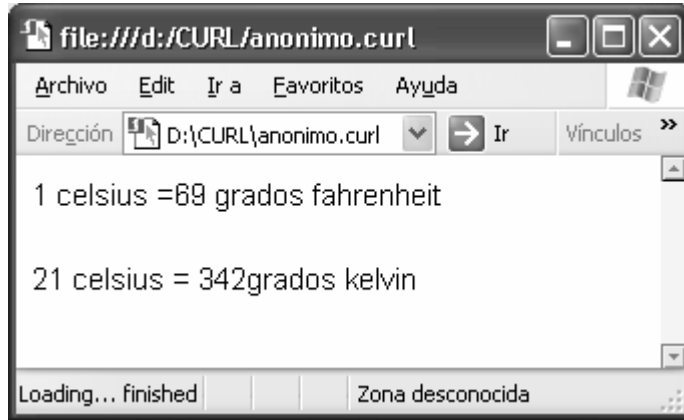 file:///d:/CURL/anonimo.curl
Archivo Edit Ir a Favoritos Ayuda
Dirección D:\CURL\anonimo.curl Ir Vínculos »
1 celsius =69 grados fahrenheit
21 celsius = 342grados kelvin
Loading... finished Zona desconocida